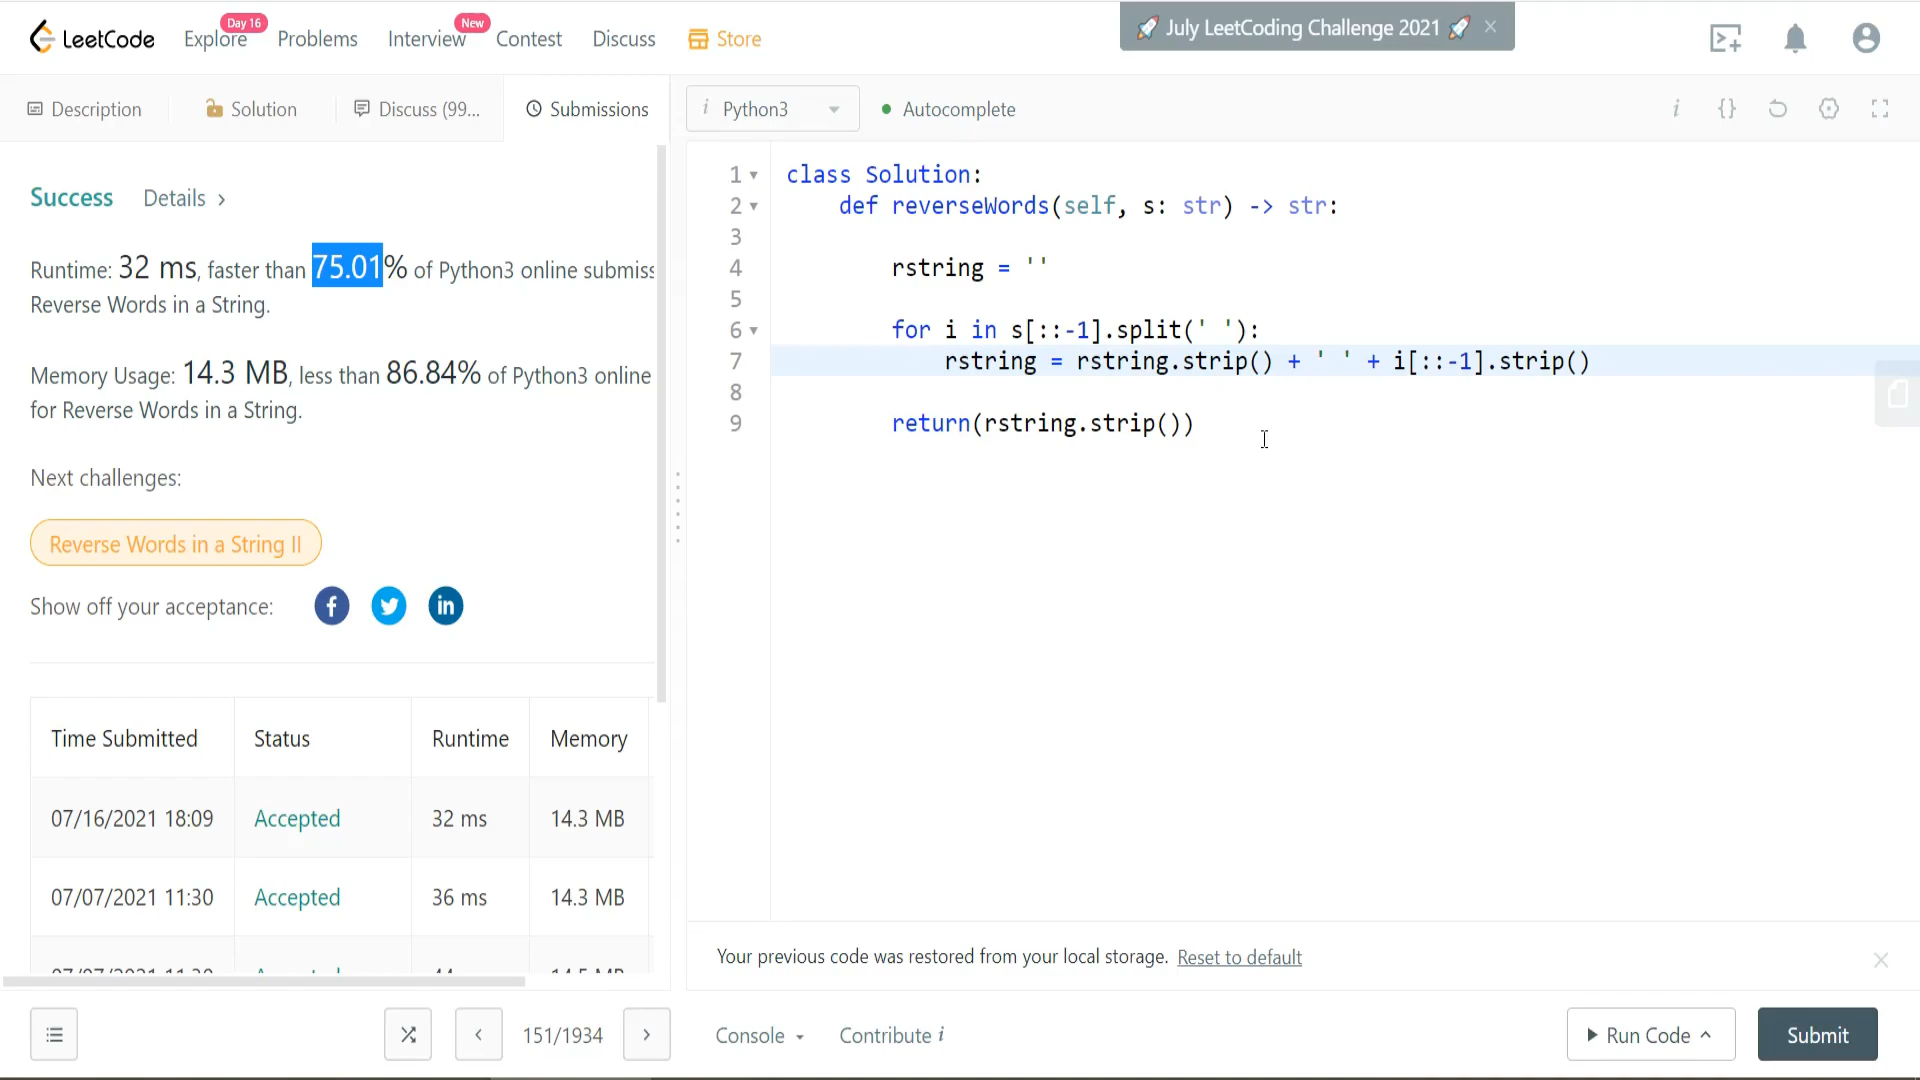 LeetCode
Explore
Day 16
Problems
Interview
New
Contest
Discuss
Store
🚀 July LeetCoding Challenge 2021 🚀
Description
Solution
Discuss (99...
Submissions
i Python3
Autocomplete
i {}
Success
Details >
Runtime: 32 ms, faster than 75.01% of Python3 online submiss
Reverse Words in a String.
Memory Usage: 14.3 MB, less than 86.84% of Python3 online
for Reverse Words in a String.
Next challenges:
Reverse Words in a String II
Show off your acceptance:
f
in
Time Submitted Status Runtime Memory
07/16/2021 18:09 Accepted 32 ms 14.3 MB
07/07/2021 11:30 Accepted 36 ms 14.3 MB
1 class Solution:
2 def reverseWords(self, s: str) -> str:
3
4 rstring = ''
5
6 for i in s[::-1].split(' '):
7 rstring = rstring.strip() + ' ' + i[::-1].strip()
8
9 return(rstring.strip())
Your previous code was restored from your local storage. Reset to default
151/1934
Console
Contribute i
Run Code
Submit